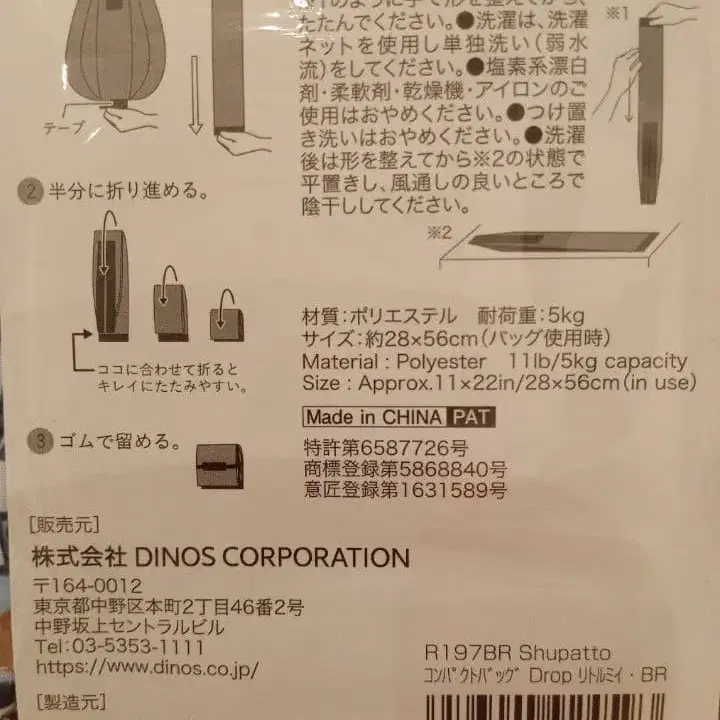 たたんでください。●洗濯は、洗濯
ネットを使用し単独洗い(弱水
流)をしてください。●塩素系漂白
剤・柔軟剤・乾燥機・アイロンのご
使用はおやめください。●つけ置
き洗いはおやめください。●洗濯
後は形を整えてから※2の状態で
平置きし、風通しの良いところで
陰干ししてください。
※1
テープ
2 半分に折り進める。
※2
ココに合わせて折ると
キレイにたたみやすい。
材質:ポリエステル 耐荷重:5kg
サイズ:約28×56cm(バッグ使用時)
Material : Polyester 11lb/5kg capacity
Size : Approx.11×22in/28×56cm(in use)
Made in CHINA PAT
3 ゴムで留める。
特許第6587726号
商標登録第5868840号
意匠登録第1631589号
[販売元]
株式会社 DINOS CORPORATION
〒164-0012
東京都中野区本町2丁目46番2号
中野坂上セントラルビル
Tel:03-5353-1111
https://www.dinos.co.jp/
R197BR Shupatto
コンパクトバッグ Drop リトルミイ・BR
[製造元]